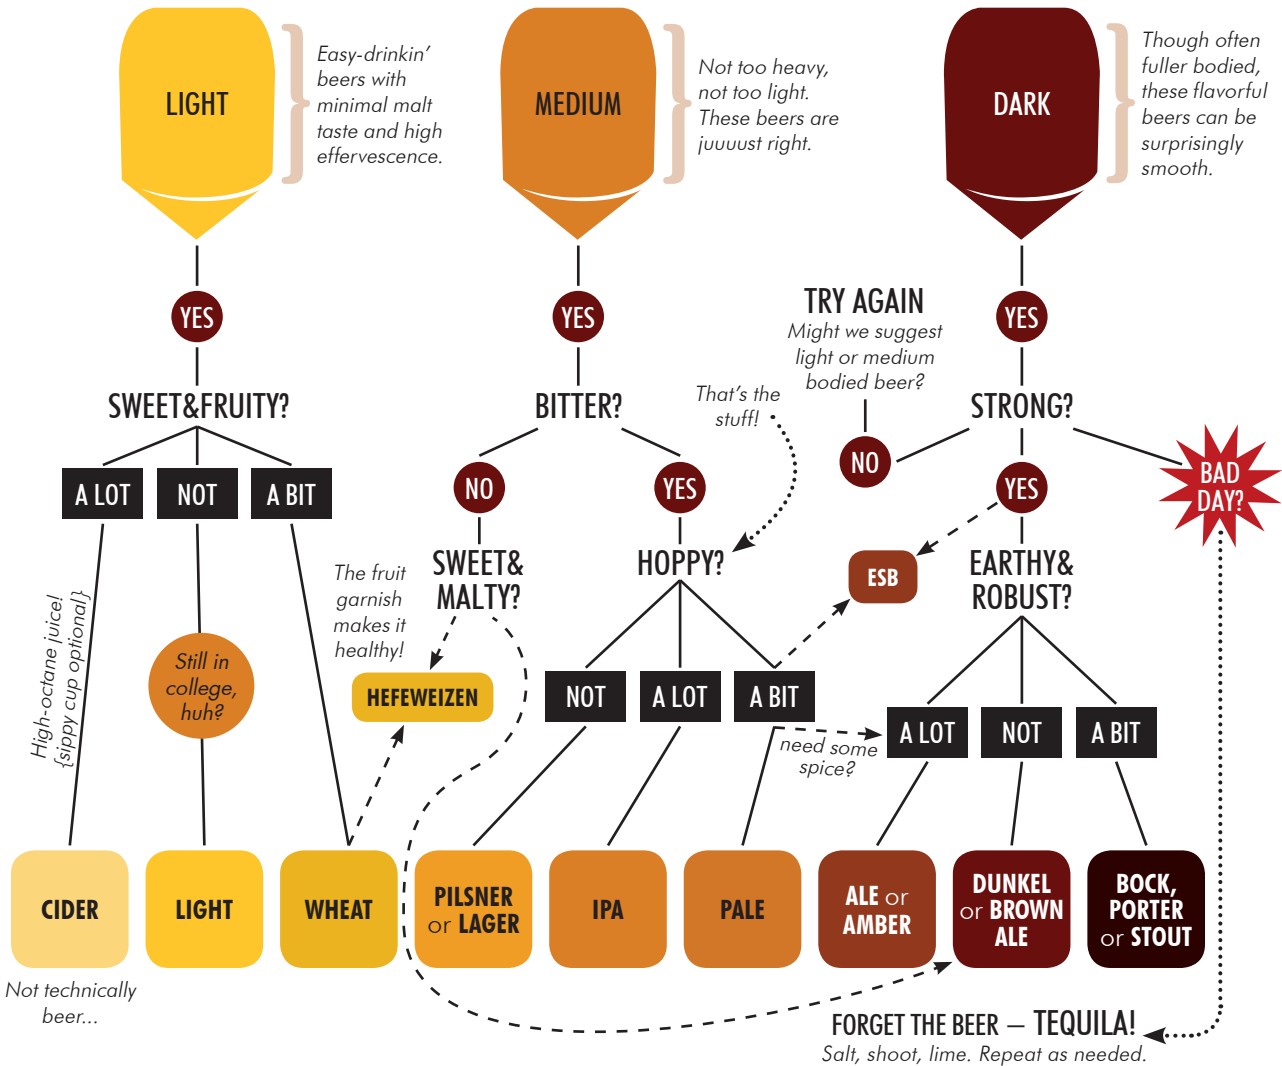 LIGHT
Easy-drinkin’
beers with
minimal malt
taste and high
effervescence.
MEDIUM
Not too heavy,
not too light.
These beers are
juuuust right.
DARK
Though often
fuller bodied,
these flavorful
beers can be
surprisingly
smooth.
YES
YES
YES
TRY AGAIN
Might we suggest
light or medium
bodied beer?
SWEET&FRUITY?
BITTER?
That’s the
stuff!
STRONG?
A LOT
NOT
A BIT
NO
YES
NO
YES
BAD
DAY?
SWEET&
MALTY?
HOPPY?
ESB
EARTHY&
ROBUST?
The fruit
garnish
makes it
healthy!
High-octane juice!
{sippy cup optional}
Still in
college,
huh?
HEFEWEIZEN
NOT
A LOT
A BIT
need some
spice?
A LOT
NOT
A BIT
CIDER
LIGHT
WHEAT
PILSNER
or LAGER
IPA
PALE
ALE or
AMBER
DUNKEL
or BROWN
ALE
BOCK,
PORTER
or STOUT
Not technically
beer...
FORGET THE BEER – TEQUILA!
Salt, shoot, lime. Repeat as needed.